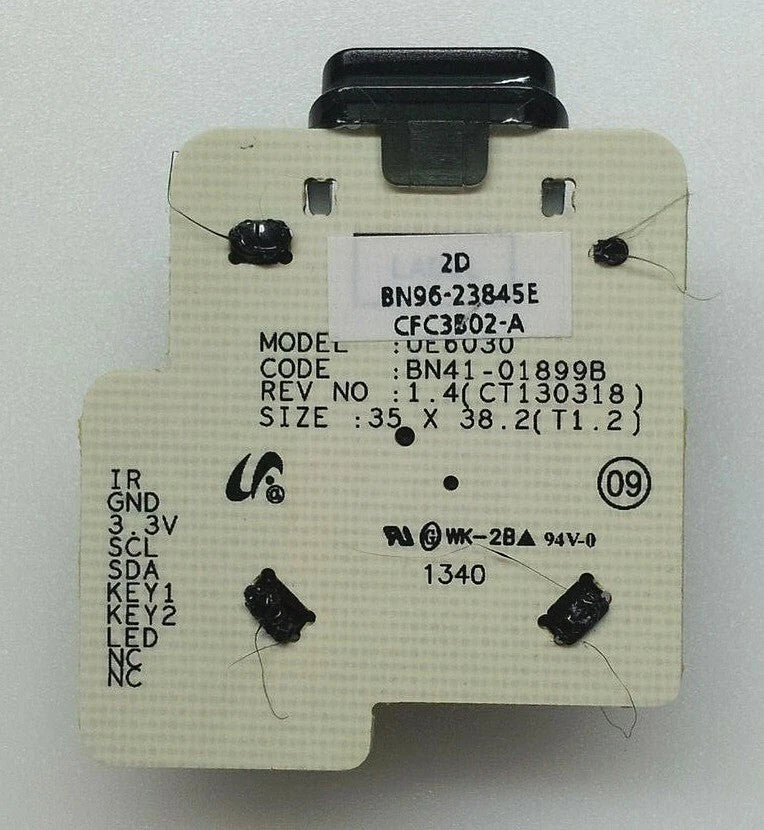 2D
BN96-23845E
CFC3B02-A
MODEL :UE6030
CODE :BN41-01899B
REV NO :1.4(CT130318)
SIZE :35 X 38.2(T1.2)
IR
GND
3.3V
SCL
SDA
KEY1
KEY2
LED
NC
NC
@
09
WK-2B▲ 94V-0
1340